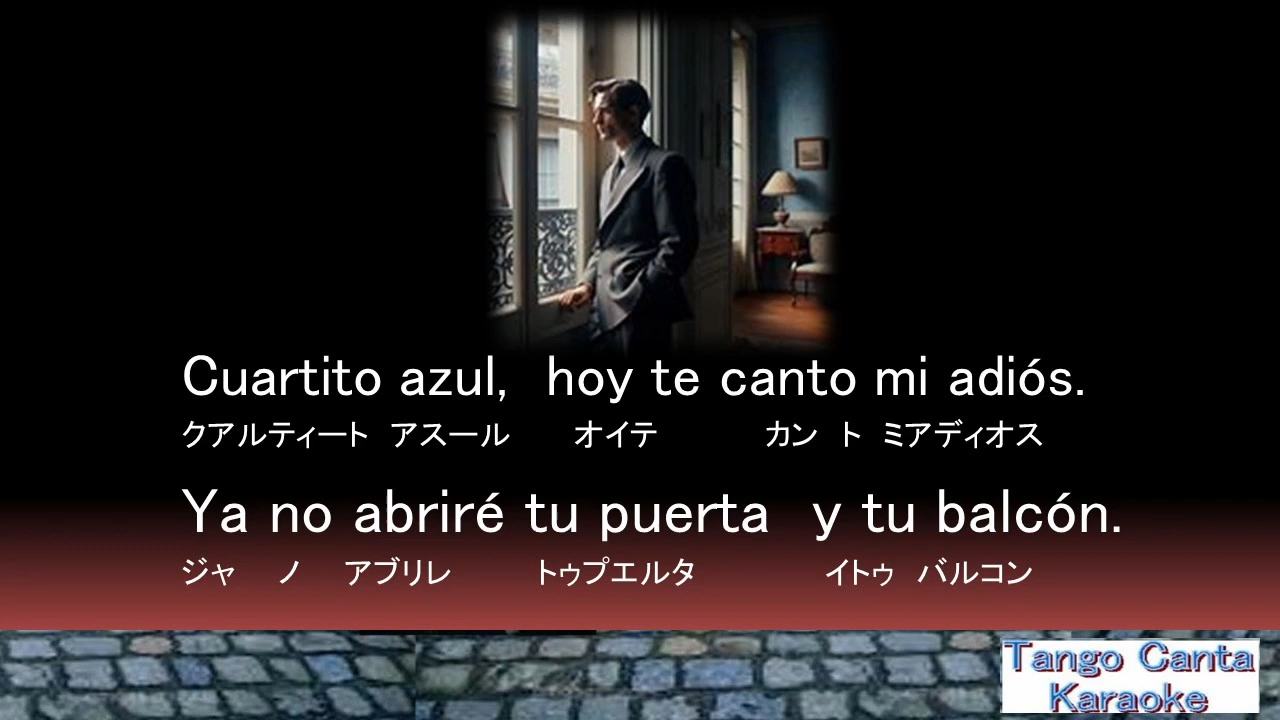 Cuartito azul, hoy te canto mi adiós.
クアルティート アスール オイテ カン ト ミアディオス
Ya no abriré tu puerta y tu balcón.
ジャ ノ アブリレ トゥプエルタ イトゥ バルコン
Tango Canta
Karaoke